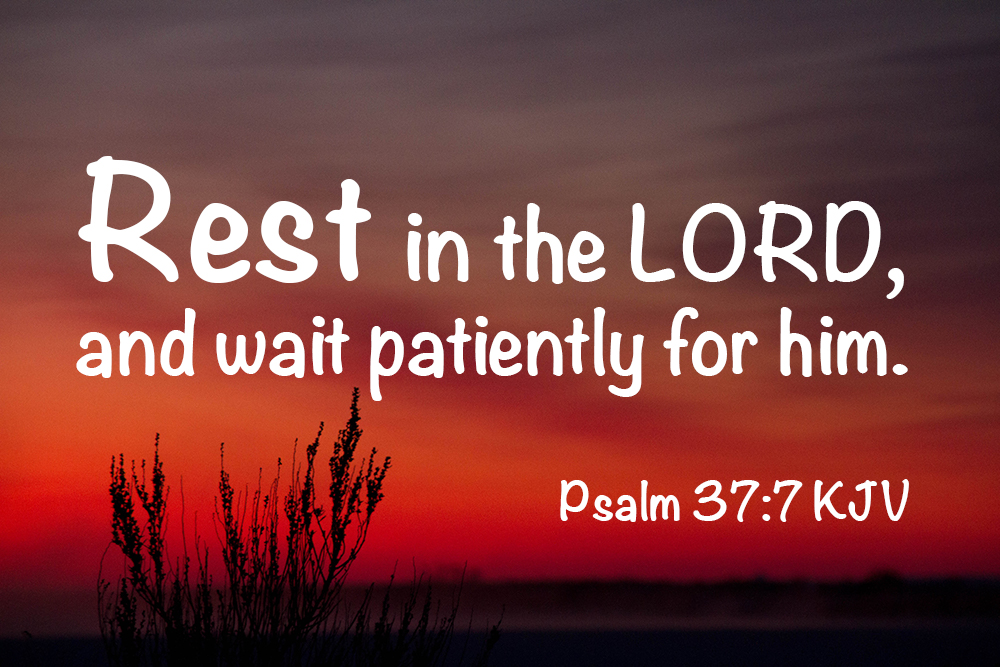 Rest in the LORD,
and wait patiently for him.
Psalm 37:7 KJV